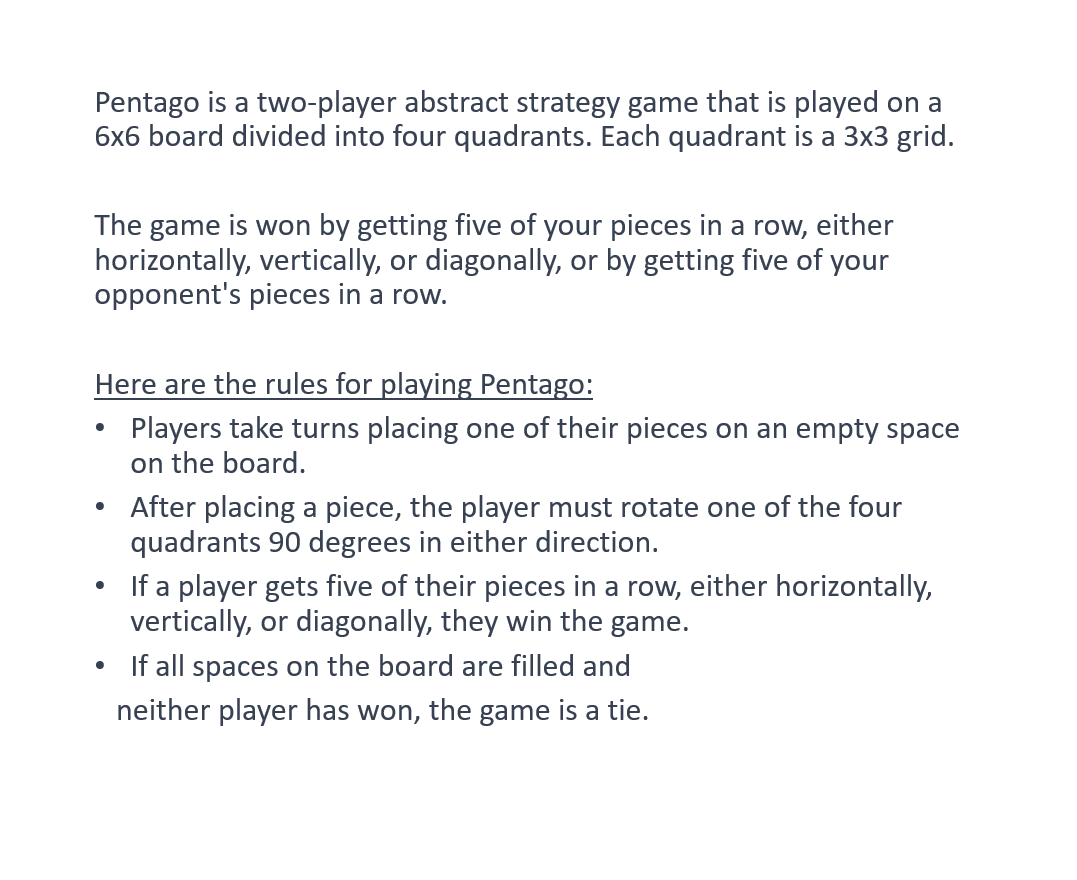 Pentago is a two-player abstract strategy game that is played on a
6x6 board divided into four quadrants. Each quadrant is a 3x3 grid.
The game is won by getting five of your pieces in a row, either
horizontally, vertically, or diagonally, or by getting five of your
opponent's pieces in a row.
Here are the rules for playing Pentago:
• Players take turns placing one of their pieces on an empty space
on the board.
• After placing a piece, the player must rotate one of the four
quadrants 90 degrees in either direction.
• If a player gets five of their pieces in a row, either horizontally,
vertically, or diagonally, they win the game.
• If all spaces on the board are filled and
neither player has won, the game is a tie.